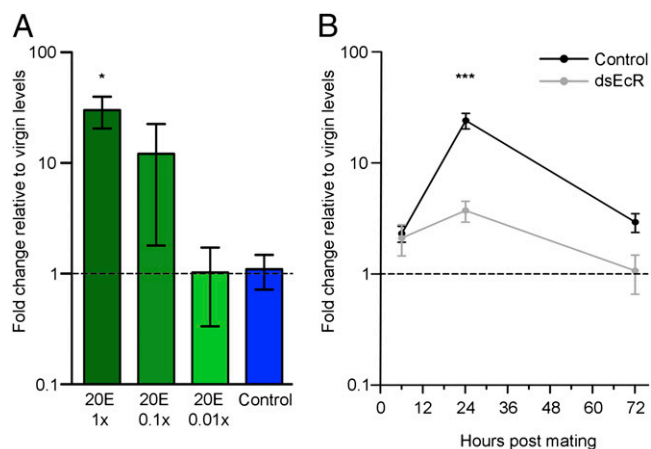 A
Fold change relative to virgin levels
100
10
1
0.1
*
20E
1x
20E
0.1x
20E
0.01x
Control
B
Fold change relative to virgin levels
100
10
1
0.1
***
Control
dsEcR
0 12 24 36 48 60 72
Hours post mating